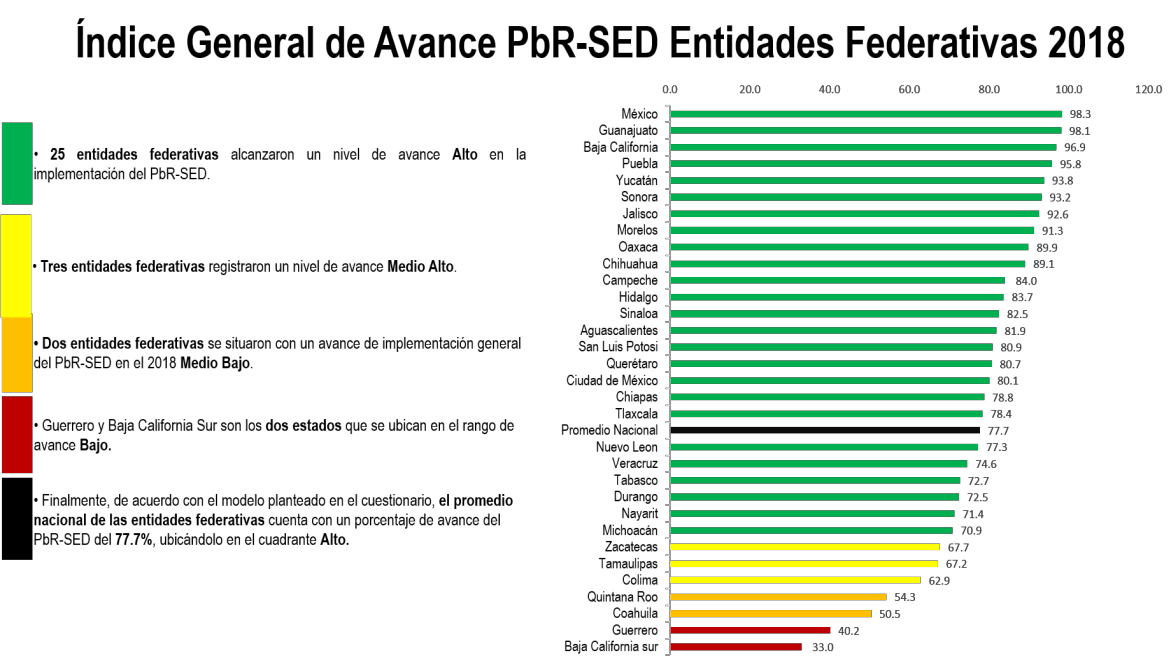 Índice General de Avance PbR-SED Entidades Federativas 2018
• 25 entidades federativas alcanzaron un nivel de avance Alto en la
implementación del PbR-SED.
• Tres entidades federativas registraron un nivel de avance Medio Alto.
• Dos entidades federativas se situaron con un avance de implementación general
del PbR-SED en el 2018 Medio Bajo.
• Guerrero y Baja California Sur son los dos estados que se ubican en el rango de
avance Bajo.
• Finalmente, de acuerdo con el modelo planteado en el cuestionario, el promedio
nacional de las entidades federativas cuenta con un porcentaje de avance del
PbR-SED del 77.7%, ubicándolo en el cuadrante Alto.
0.0 20.0 40.0 60.0 80.0 100.0 120.0
México 98.3
Guanajuato 98.1
Baja California 96.9
Puebla 95.8
Yucatán 93.8
Sonora 93.2
Jalisco 92.6
Morelos 91.3
Oaxaca 89.9
Chihuahua 89.1
Campeche 84.0
Hidalgo 83.7
Sinaloa 82.5
Aguascalientes 81.9
San Luis Potosi 80.9
Querétaro 80.7
Ciudad de México 80.1
Chiapas 78.8
Tlaxcala 78.4
Promedio Nacional 77.7
Nuevo Leon 77.3
Veracruz 74.6
Tabasco 72.7
Durango 72.5
Nayarit 71.4
Michoacán 70.9
Zacatecas 67.7
Tamaulipas 67.2
Colima 62.9
Quintana Roo 54.3
Coahuila 50.5
Guerrero 40.2
Baja California sur 33.0